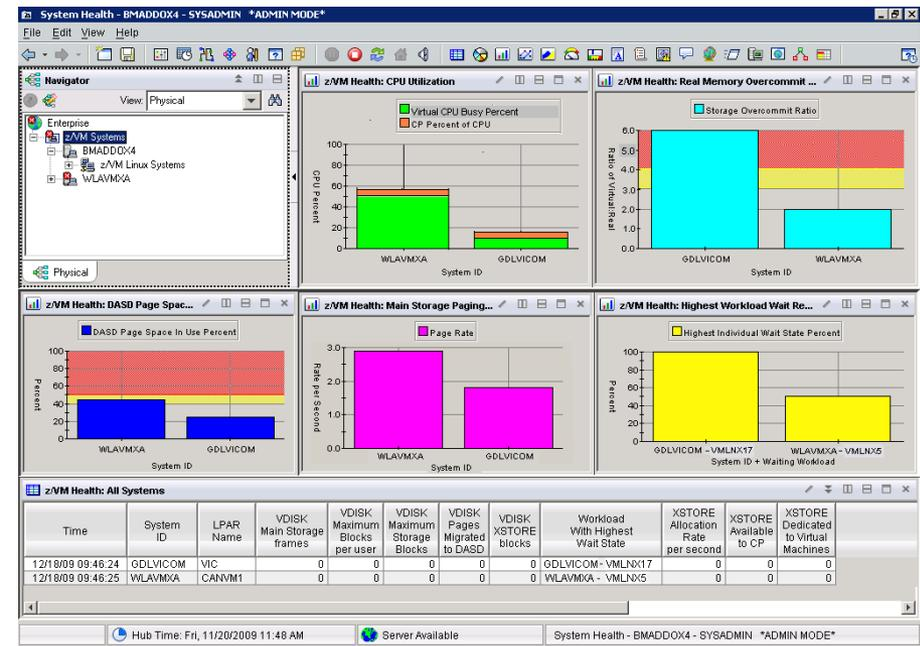 System Health - BMADDOX4 - SYSADMIN *ADMIN MODE*
File Edit View Help
Navigator
View: Physical
Enterprise
z/VM Systems
BMADDOX4
z/VM Linux Systems
WLAVMXA
Physical
z/VM Health: CPU Utilization
Virtual CPU Busy Percent
CP Percent of CPU
CPU Percent
100
80
60
40
20
0
WLAVMXA GDLVICOM
System ID
z/VM Health: Real Memory Overcommit ...
Storage Overcommit Ratio
Ratio of Virtual:Real
6.0
5.0
4.0
3.0
2.0
1.0
0.0
GDLVICOM WLAVMXA
System ID
z/VM Health: DASD Page Spac...
DASD Page Space In Use Percent
Percent
100
80
60
40
20
0
WLAVMXA GDLVICOM
System ID
z/VM Health: Main Storage Paging...
Page Rate
Rate per Second
3.0
2.0
1.0
0.0
WLAVMXA GDLVICOM
System ID
z/VM Health: Highest Workload Wait Re...
Highest Individual Wait State Percent
Percent
100
80
60
40
20
0
GDLVICOM - VMLNX17 WLAVMXA - VMLNX5
System ID + Waiting Workload
z/VM Health: All Systems
Time System ID LPAR Name VDISK Main Storage frames VDISK Maximum Blocks per user VDISK Maximum Storage Blocks VDISK Pages Migrated to DASD VDISK XSTORE blocks Workload With Highest Wait State XSTORE Allocation Rate per second XSTORE Available to CP XSTORE Dedicated to Virtual Machines
12/18/09 09:46:24 GDLVICOM VIC 0 0 0 0 0 GDLVICOM- VMLNX17 0 0 0
12/18/09 09:46:25 WLAVMXA CANVM1 0 0 0 0 0 WLAVMXA - VMLNX5 0 0 0
Hub Time: Fri, 11/20/2009 11:48 AM Server Available System Health - BMADDOX4 - SYSADMIN *ADMIN MODE*